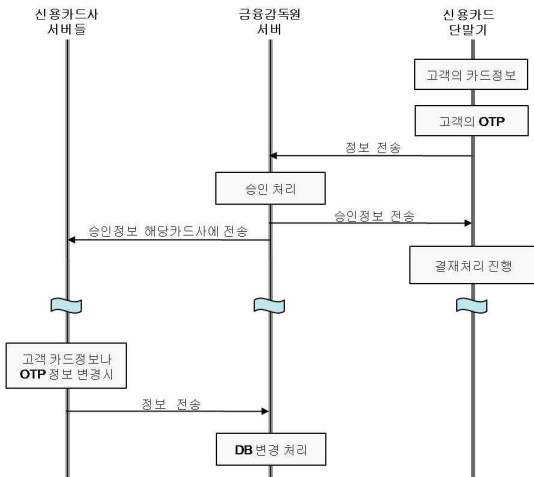 신용카드사
서버들
금융감독원
서버
신용카드
단말기
고객의 카드정보
고객의 OTP
정보 전송
승인 처리
승인정보 전송
승인정보 해당카드사에 전송
결재처리 진행
고객 카드정보나
OTP 정보 변경시
정보 전송
DB 변경 처리